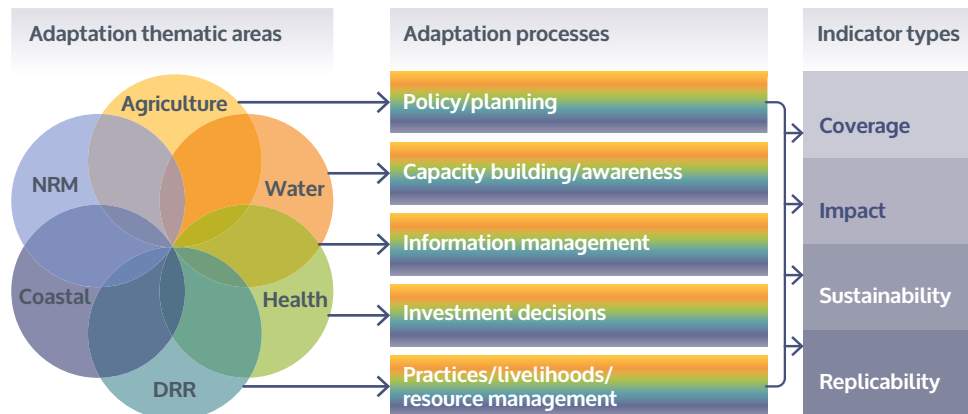 Adaptation thematic areas
Agriculture
NRM
Water
Coastal
Health
DRR
Adaptation processes
Policy/planning
Capacity building/awareness
Information management
Investment decisions
Practices/livelihoods/
resource management
Indicator types
Coverage
Impact
Sustainability
Replicability